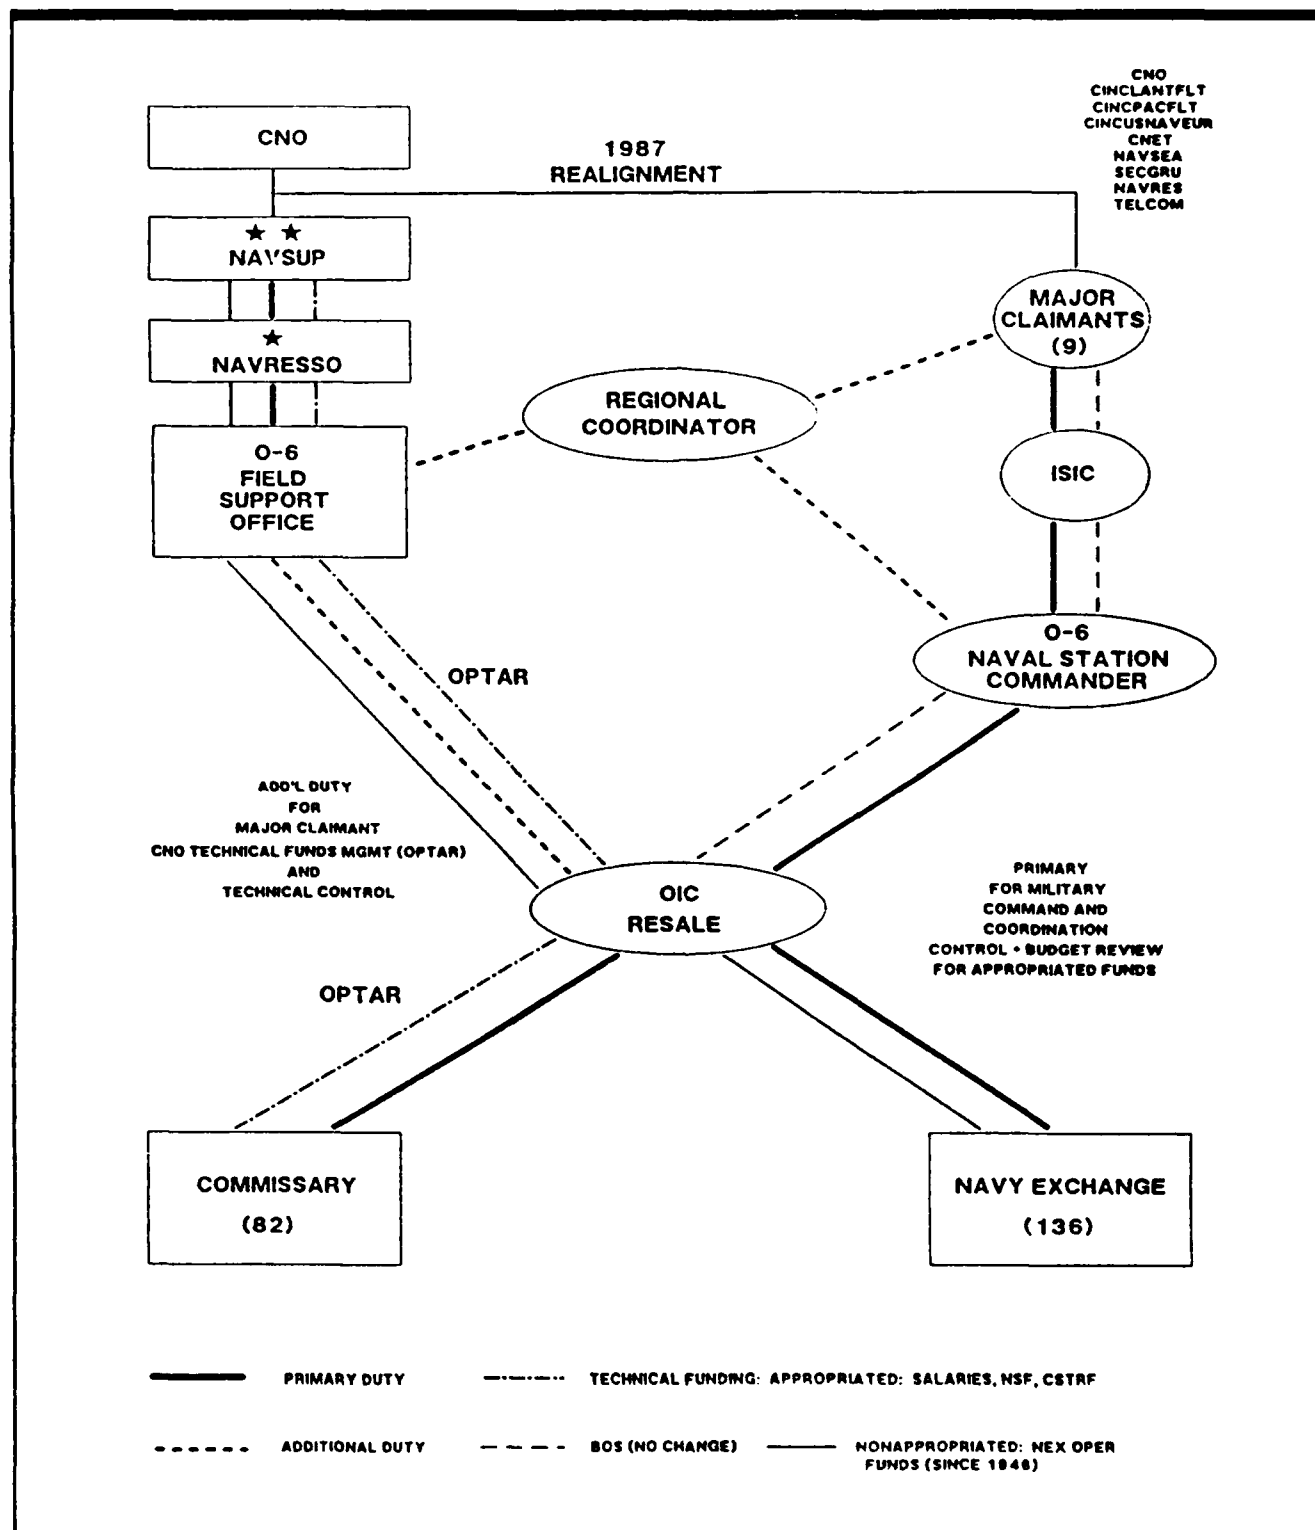 CNO
CINCLANTFLT
CINCPACFLT
CINCUSNAVEUR
CNET
NAVSEA
SECGRU
NAVRES
TELCOM
CNO
1987
REALIGNMENT
★ ★
NAVSUP
MAJOR
CLAIMANTS
(9)
★
NAVRESSO
REGIONAL
COORDINATOR
O-6
FIELD
SUPPORT
OFFICE
ISIC
O-6
NAVAL STATION
COMMANDER
OPTAR
ADD'L DUTY
FOR
MAJOR CLAIMANT
CNO TECHNICAL FUNDS MGMT (OPTAR)
AND
TECHNICAL CONTROL
OIC
RESALE
PRIMARY
FOR MILITARY
COMMAND AND
COORDINATION
CONTROL + BUDGET REVIEW
FOR APPROPRIATED FUNDS
OPTAR
COMMISSARY
(82)
NAVY EXCHANGE
(136)
PRIMARY DUTY
TECHNICAL FUNDING: APPROPRIATED: SALARIES, NSF, CSTRF
ADDITIONAL DUTY
BOS (NO CHANGE)
NONAPPROPRIATED: NEX OPER
FUNDS (SINCE 1946)